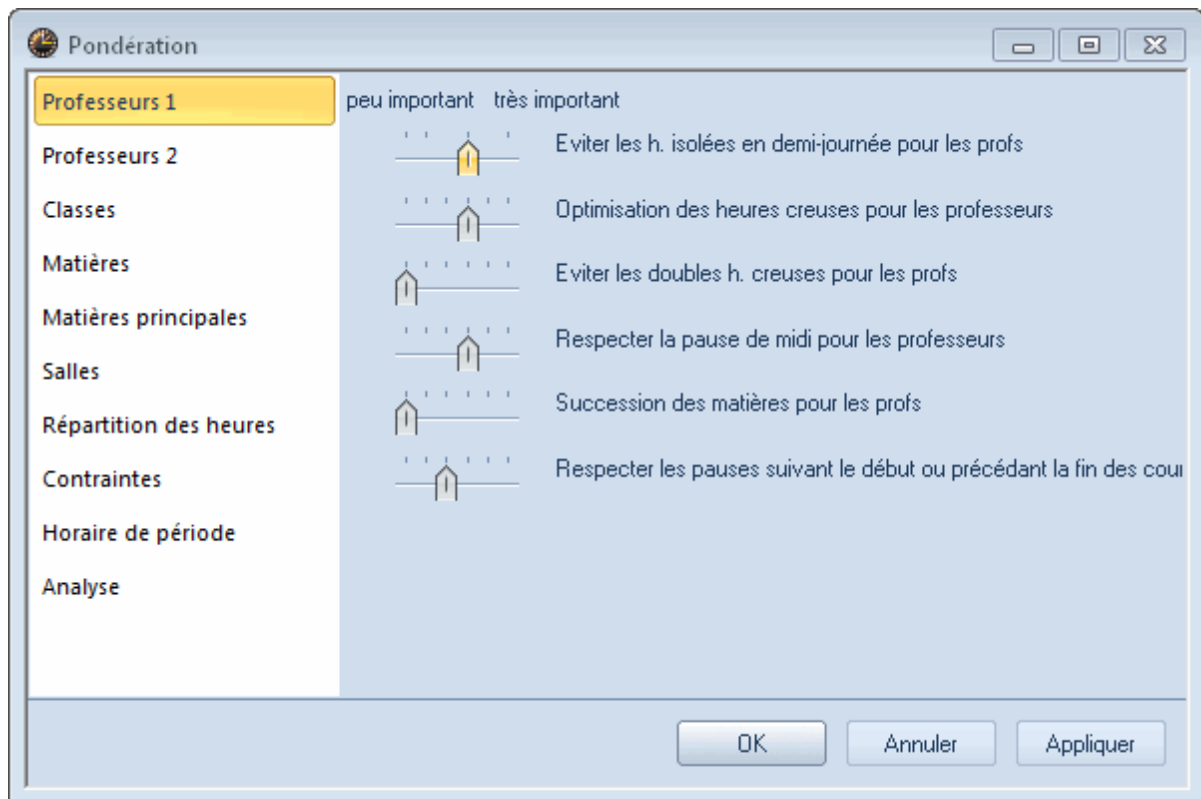 Pondération
Professeurs 1
Professeurs 2
Classes
Matières
Matières principales
Salles
Répartition des heures
Contraintes
Horaire de période
Analyse
peu important très important
Eviter les h. isolées en demi-journée pour les profs
Optimisation des heures creuses pour les professeurs
Eviter les doubles h. creuses pour les profs
Respecter la pause de midi pour les professeurs
Succession des matières pour les profs
Respecter les pauses suivant le début ou précédant la fin des cour
OK Annuler Appliquer